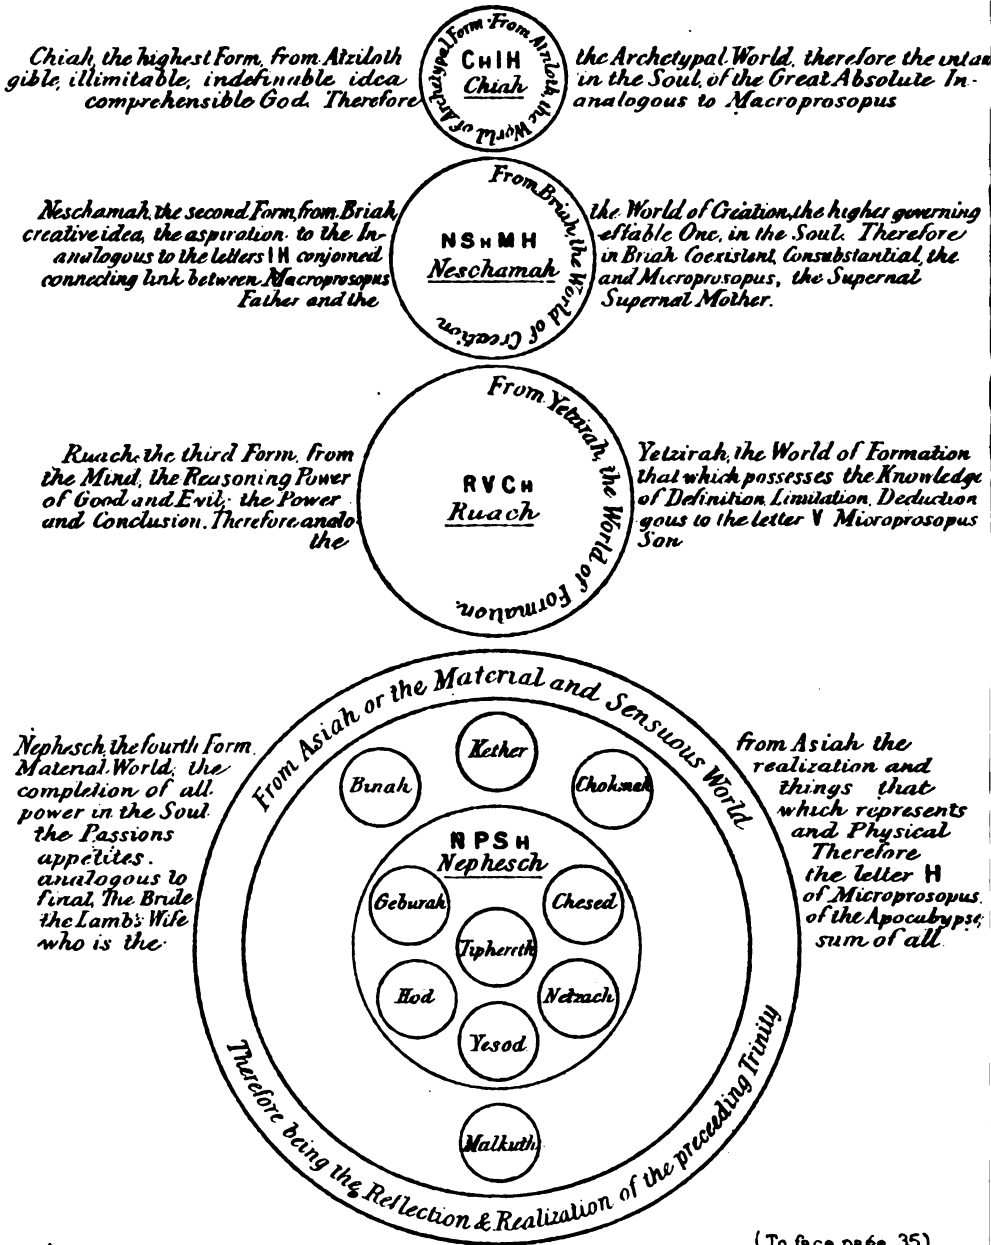 Chiah, the highest Form, from Atziloth the Archetypal World, therefore the intan
gible, illimitable, indefinable idea in the Soul, of the Great Absolute In-
comprehensible God. Therefore analogous to Macroprosopus
From Atziloth, the World of Archetypal Form.
CHIH
Chiah
Neschamah, the second Form, from Briah, the World of Creation, the higher governing
creative idea, the aspiration to the In- effable One, in the Soul. Therefore
analogous to the letters IH conjoined in Briah Coexistent, Consubstantial, the
connecting link between Macroprosopus and Microprosopus, the Supernal
Father and the Supernal Mother.
From Briah, the World of Creation
NSHMH
Neschamah
Ruach, the third Form, from Yetzirah, the World of Formation
the Mind, the Reasoning Power that which possesses the Knowledge
of Good and Evil; the Power of Definition, Limitation, Deduction
and Conclusion. Therefore analo gous to the letter V Microprosopus
the Son
From Yetzirah, the World of Formation.
RVCH
Ruach
Nephesch, the fourth Form from Asiah the
Material World, the realization and
completion of all things that
power in the Soul which represents
the Passions and Physical
appetites. Therefore
analogous to the letter H
final, The Bride of Microprosopus.
the Lamb's Wife of the Apocalypse,
who is the sum of all
From Asiah or the Material and Sensuous World
Kether
Binah
Chokmah
NPSH
Nephesch
Geburah
Chesed
Tiphereth
Hod
Netzach
Yesod
Malkuth
Therefore being the Reflection & Realization of the preceeding Trinity
(To face page 35)